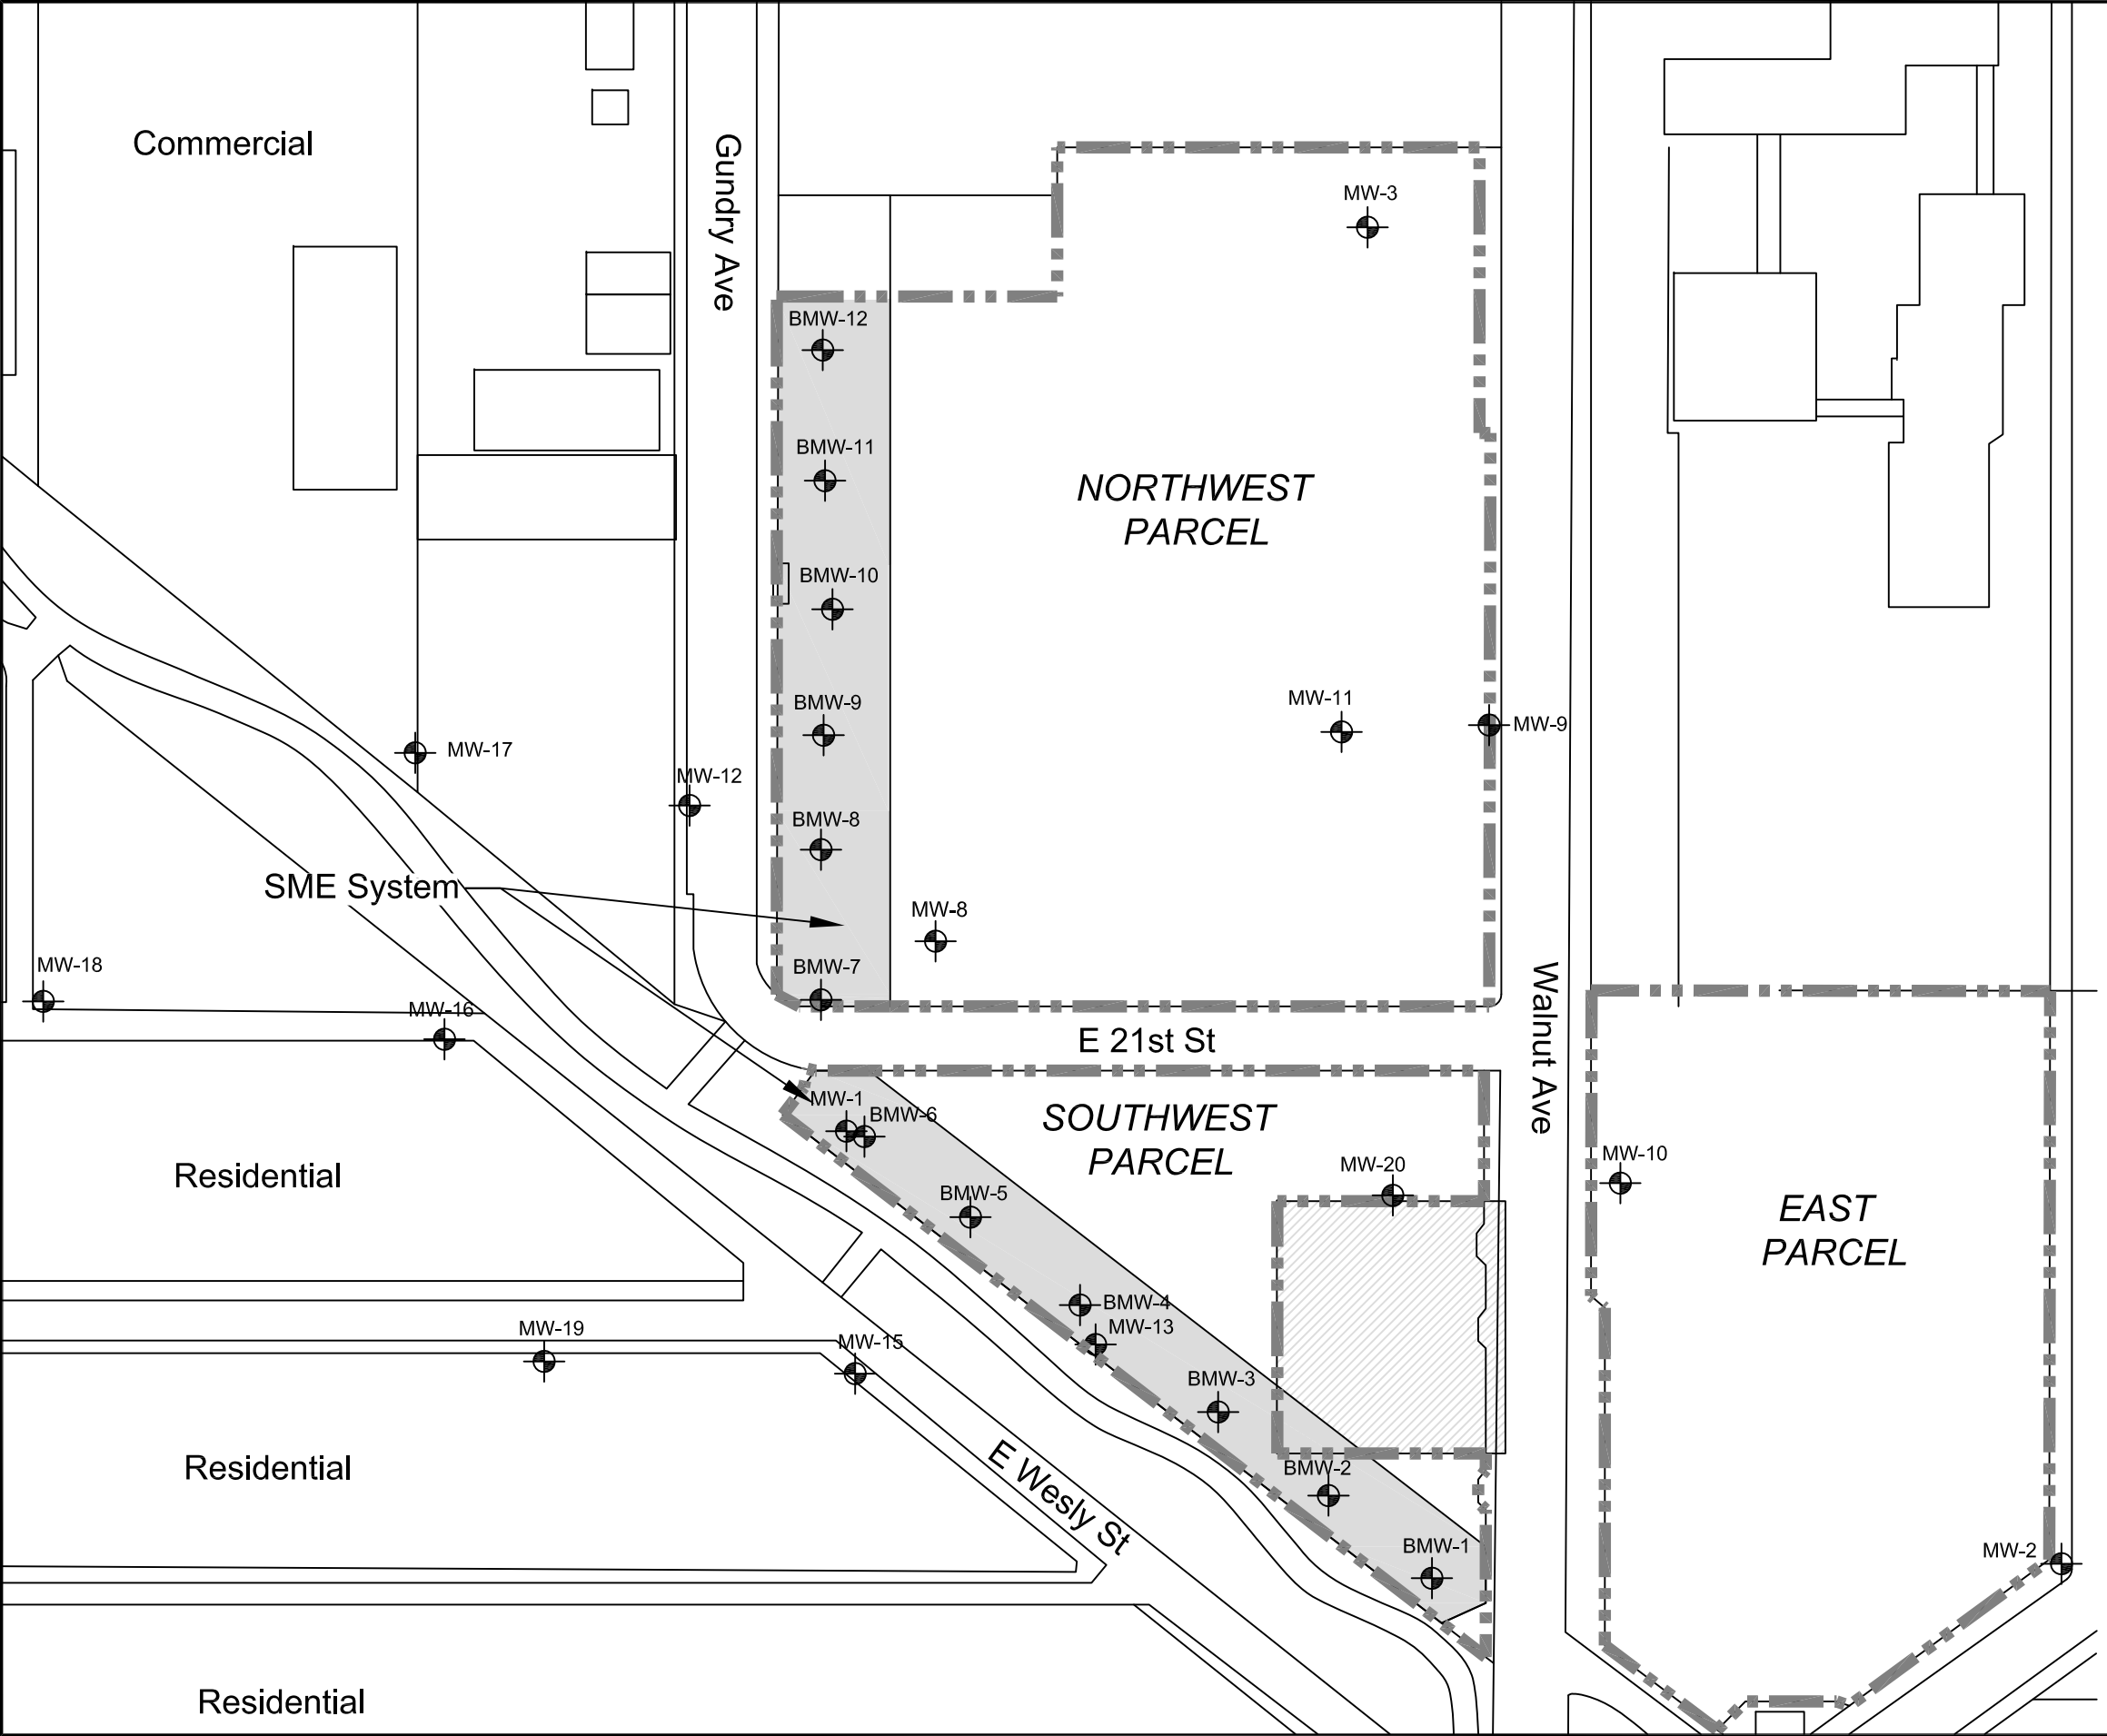 Commercial
Gundry Ave
MW-3
BMW-12
BMW-11
NORTHWEST
PARCEL
BMW-10
BMW-9
MW-11
MW-9
MW-17
MW-12
BMW-8
SME System
MW-8
MW-18
BMW-7
MW-16
E 21st St
Walnut Ave
MW-1
BMW-6
SOUTHWEST
PARCEL
MW-10
Residential
MW-20
BMW-5
EAST
PARCEL
BMW-4
MW-13
MW-19
MW-15
BMW-3
Residential
E Wesly St
BMW-2
BMW-1
MW-2
Residential